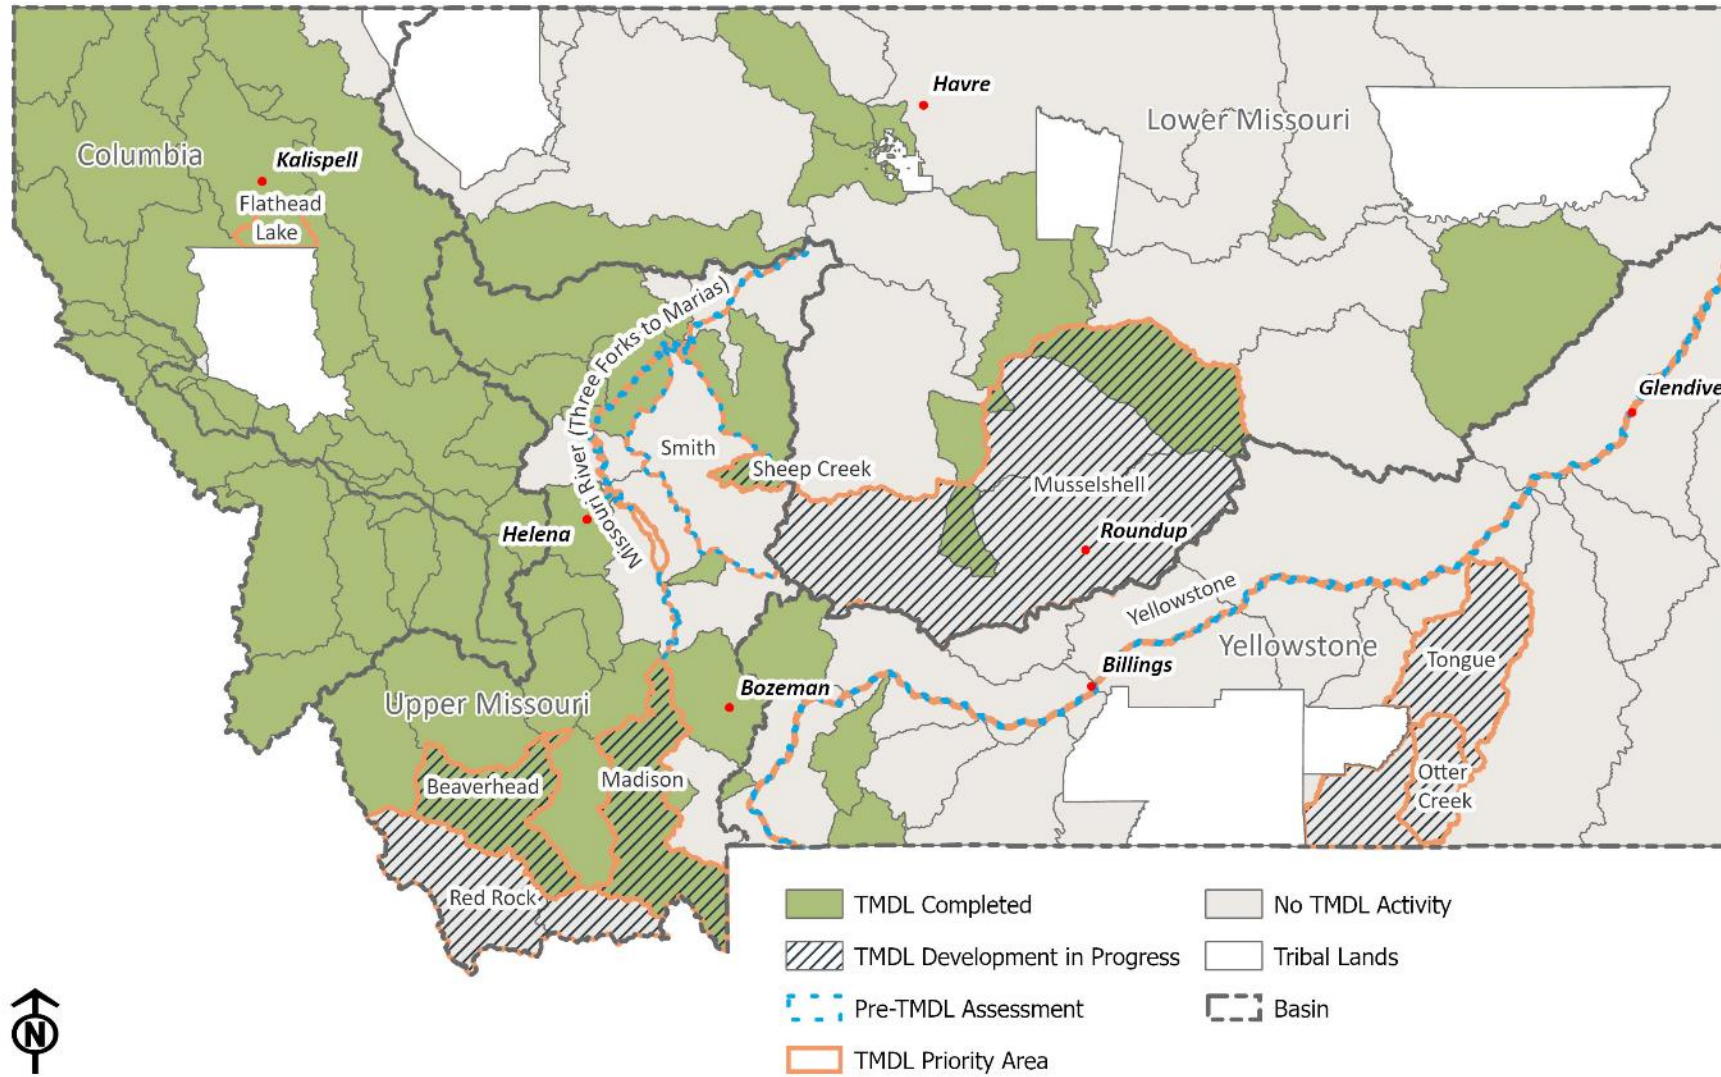 Havre
Lower Missouri
Columbia
Kalispell
Flathead
Lake
Missouri River (Three Forks to Marias)
Glendive
Smith
Sheep Creek
Musselshell
Helena
Roundup
Yellowstone
Yellowstone
Tongue
Billings
Bozeman
Upper Missouri
Beaverhead
Madison
Otter
Creek
Red Rock
TMDL Completed
TMDL Development in Progress
Pre-TMDL Assessment
TMDL Priority Area
No TMDL Activity
Tribal Lands
Basin
N